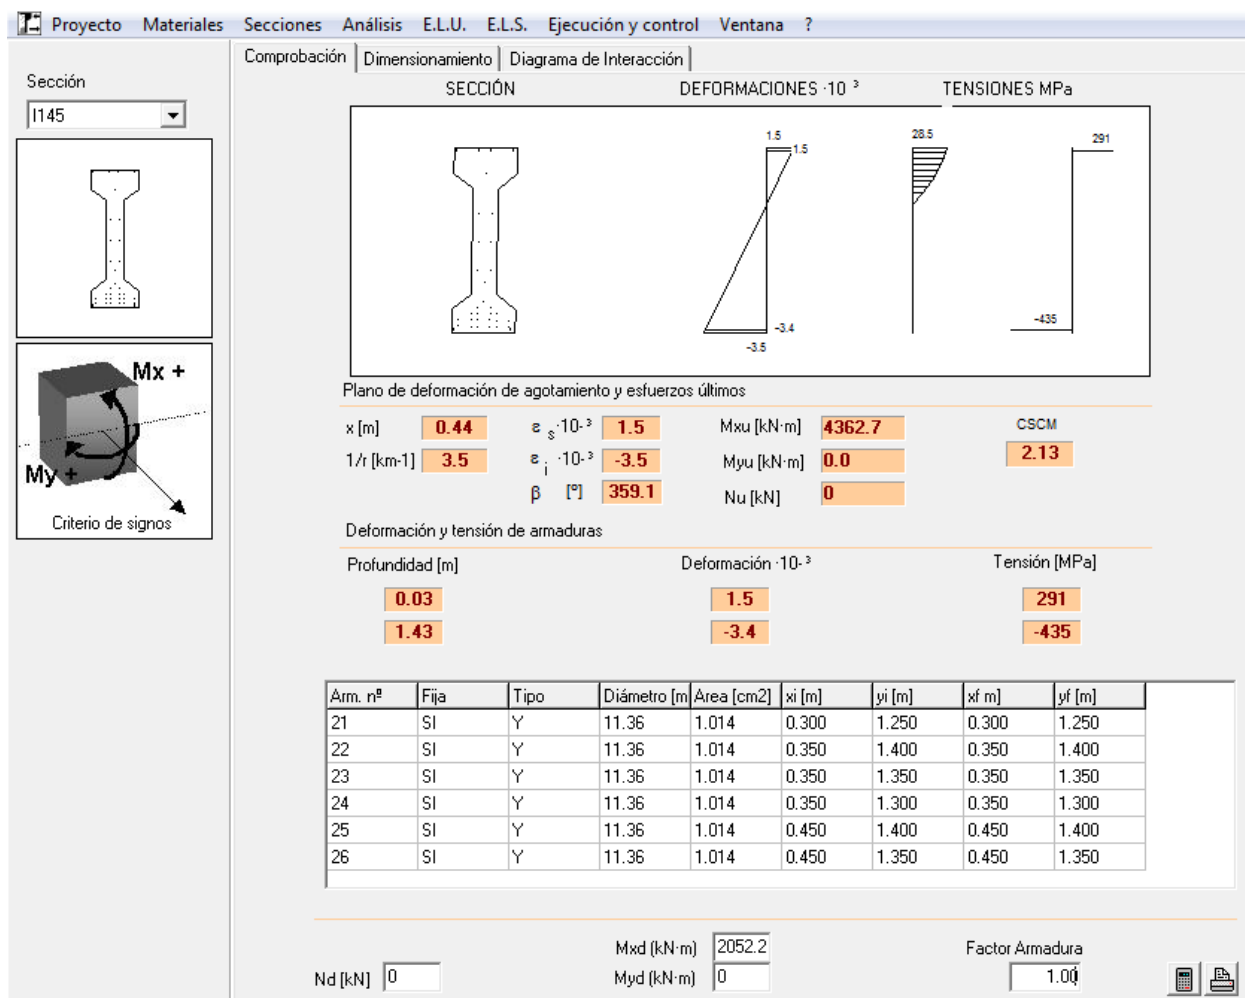 Proyecto Materiales Secciones Análisis E.L.U. E.L.S. Ejecución y control Ventana ?
Comprobación Dimensionamiento Diagrama de Interacción
Sección
I145
SECCIÓN DEFORMACIONES ·10 ³ TENSIONES MPa
1.5
1.5
28.5
291
-3.4
-3.5
-435
Mx +
My +
Criterio de signos
Plano de deformación de agotamiento y esfuerzos últimos
x [m] 0.44 ε s ·10-³ 1.5 Mxu [kN·m] 4362.7 CSCM
1/r [km-1] 3.5 ε i ·10-³ -3.5 Myu [kN·m] 0.0 2.13
β [º] 359.1 Nu [kN] 0
Deformación y tensión de armaduras
Profundidad [m] Deformación ·10-³ Tensión [MPa]
0.03 1.5 291
1.43 -3.4 -435
Arm. nª Fija Tipo Diámetro [m Area [cm2] xi [m] yi [m] xf m] yf [m]
21 SI Y 11.36 1.014 0.300 1.250 0.300 1.250
22 SI Y 11.36 1.014 0.350 1.400 0.350 1.400
23 SI Y 11.36 1.014 0.350 1.350 0.350 1.350
24 SI Y 11.36 1.014 0.350 1.300 0.350 1.300
25 SI Y 11.36 1.014 0.450 1.400 0.450 1.400
26 SI Y 11.36 1.014 0.450 1.350 0.450 1.350
Mxd (kN·m) 2052.2 Factor Armadura
Nd [kN] 0 Myd (kN·m) 0 1.00